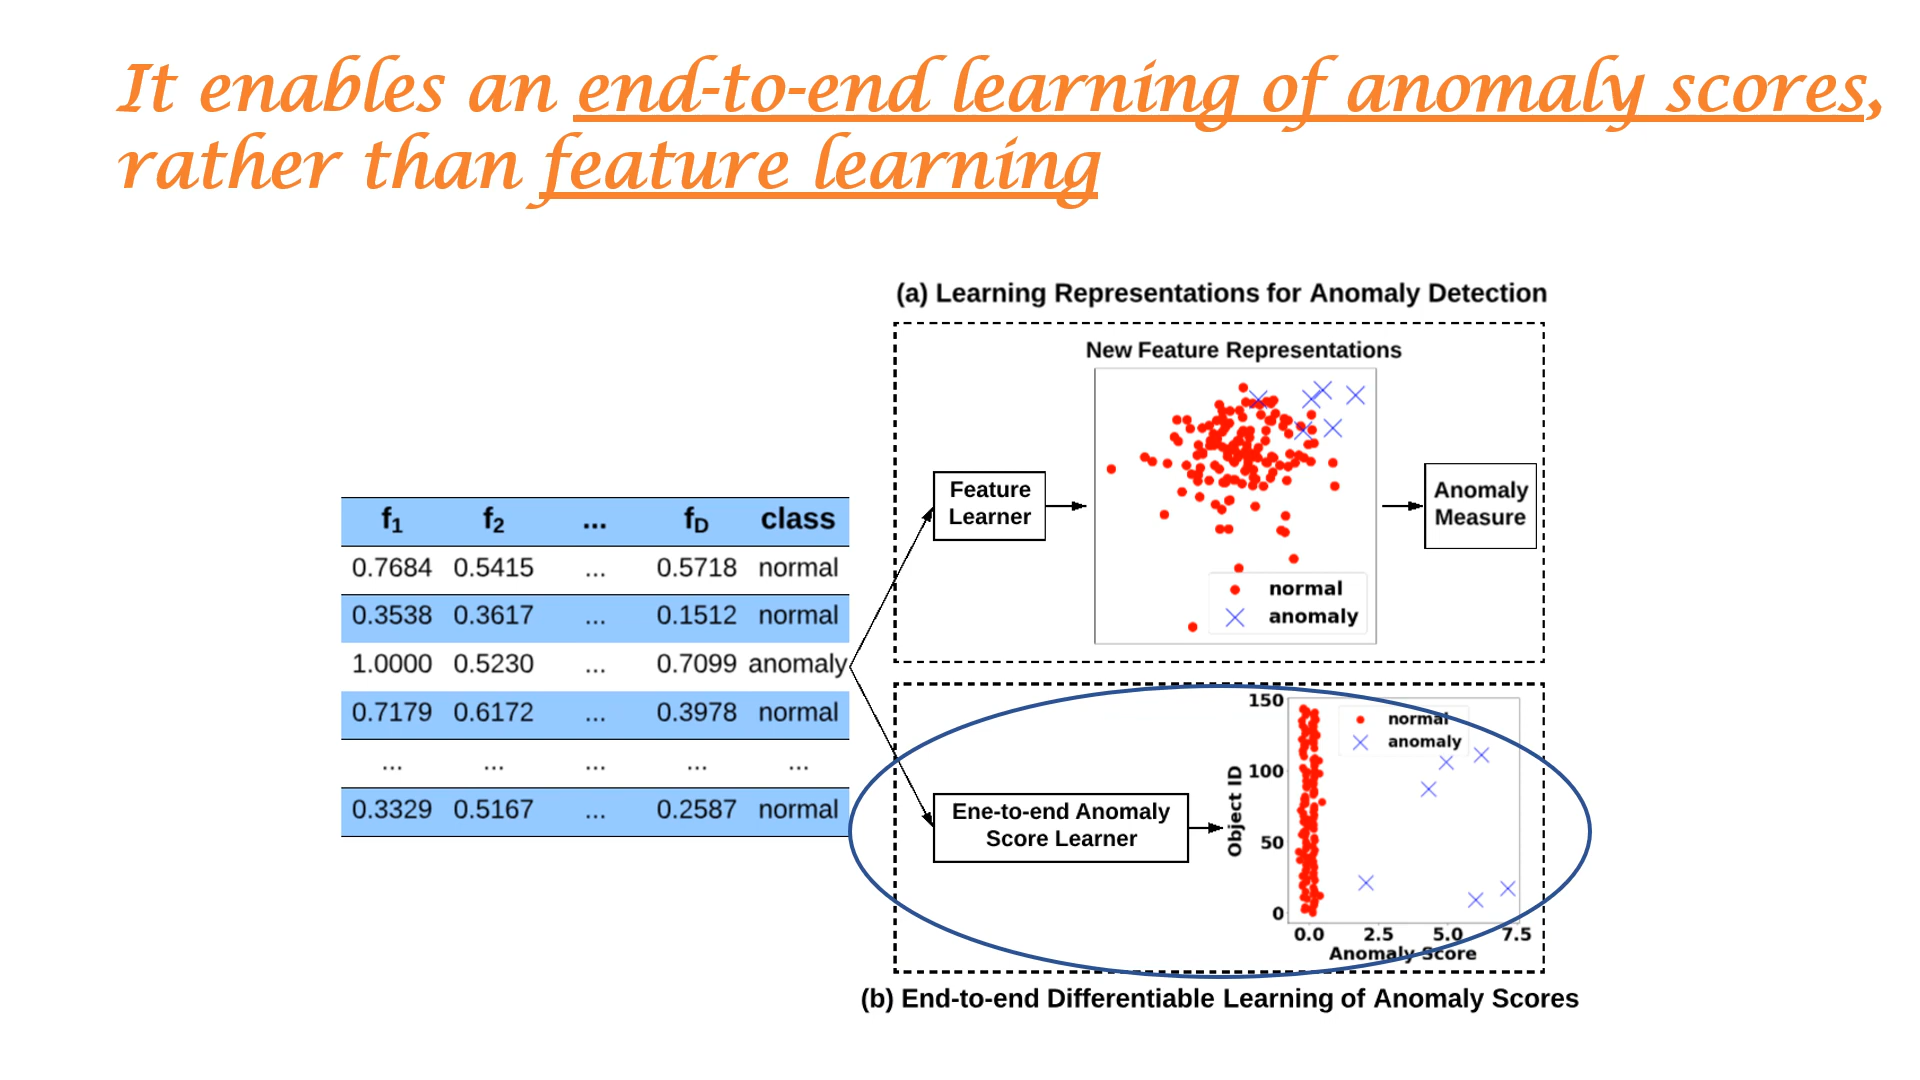 It enables an end-to-end learning of anomaly scores,
rather than feature learning
(a) Learning Representations for Anomaly Detection
New Feature Representations
Feature
Learner
normal
anomaly
Anomaly
Measure
f1 f2 ... fD class
0.7684 0.5415 ... 0.5718 normal
0.3538 0.3617 ... 0.1512 normal
1.0000 0.5230 ... 0.7099 anomaly
0.7179 0.6172 ... 0.3978 normal
... ... ... ... ...
0.3329 0.5167 ... 0.2587 normal
Ene-to-end Anomaly
Score Learner
Object ID
150
100
50
0
normal
anomaly
0.0 2.5 5.0 7.5
Anomaly Score
(b) End-to-end Differentiable Learning of Anomaly Scores